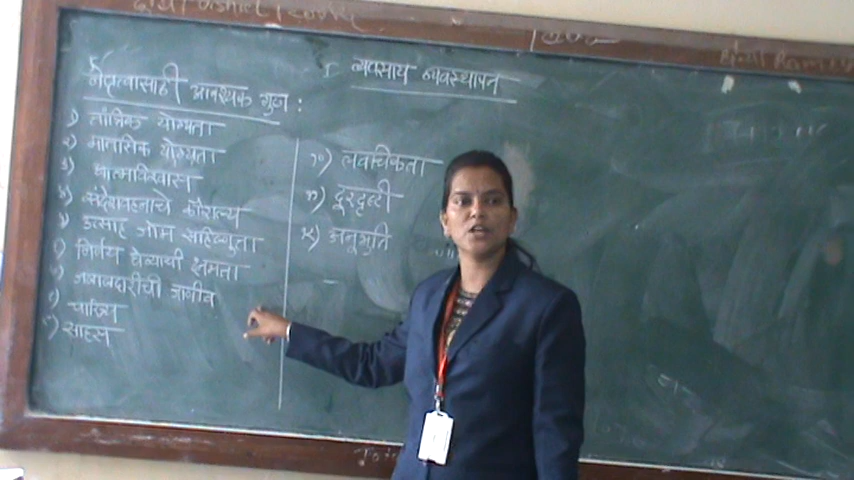 I व्यवसाय व्यवस्थापन
नेतृत्वासाठी आवश्यक गुण :
१) तांत्रिक योग्यता
२) मानसिक योग्यता
३) आत्मविश्वास
४) संदेशवहनाचे कौशल्य
५) उत्साह जोम सहिष्णुता
६) निर्णय घेण्याची क्षमता
७) जबाबदारीची जाणीव
८) चारित्र्य
९) साहस
१०) लवचिकता
११) दूरदृष्टी
१२) अनुभूति